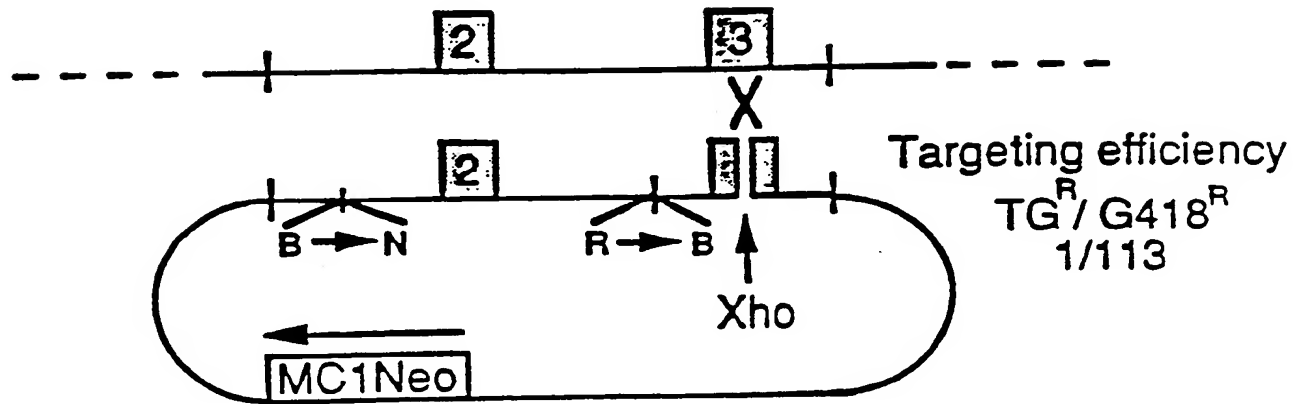 2 3
X
2
B → N R → B
Xho
MC1Neo
Targeting efficiency
TG^R/ G418^R
1/113